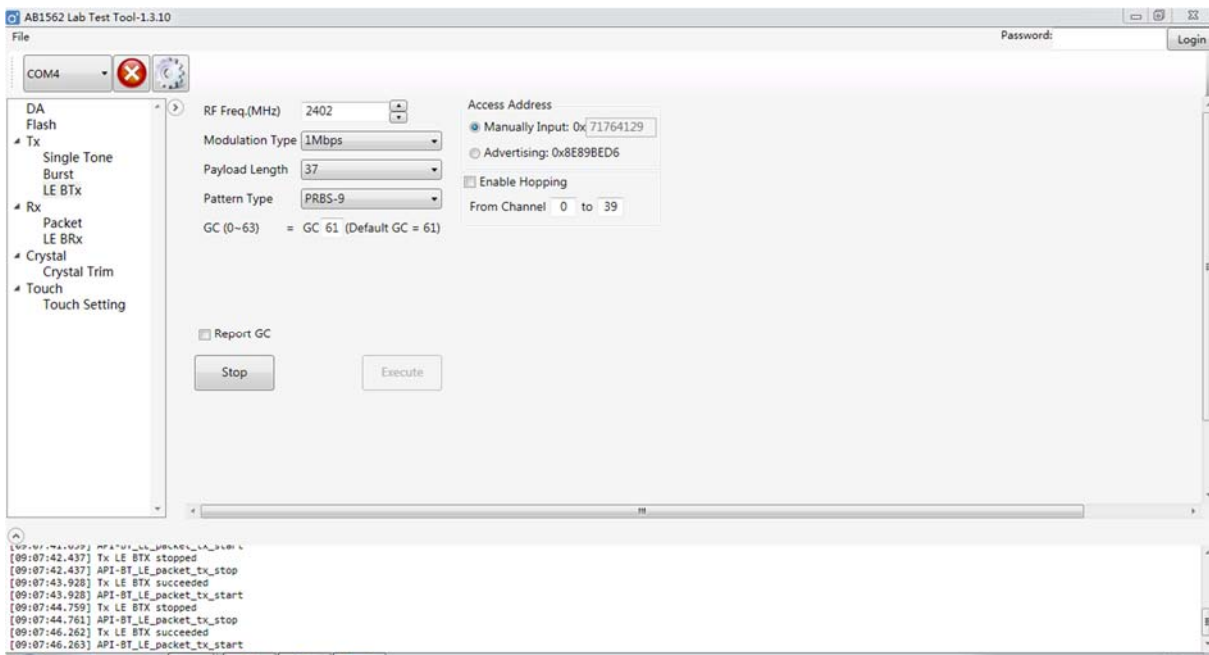 AB1562 Lab Test Tool-1.3.10
File
Password:
Login
COM4
DA
Flash
Tx
Single Tone
Burst
LE BTx
Rx
Packet
LE BRx
Crystal
Crystal Trim
Touch
Touch Setting
RF Freq.(MHz) 2402
Modulation Type 1Mbps
Payload Length 37
Pattern Type PRBS-9
GC (0~63) = GC 61 (Default GC = 61)
Report GC
Stop Execute
Access Address
Manually Input: 0x 71764129
Advertising: 0x8E89BED6
Enable Hopping
From Channel 0 to 39
[09:07:41.659] API-BT_LE_packet_tx_start
[09:07:42.437] Tx LE BTX stopped
[09:07:42.437] API-BT_LE_packet_tx_stop
[09:07:43.928] Tx LE BTX succeeded
[09:07:43.928] API-BT_LE_packet_tx_start
[09:07:44.759] Tx LE BTX stopped
[09:07:44.761] API-BT_LE_packet_tx_stop
[09:07:46.262] Tx LE BTX succeeded
[09:07:46.263] API-BT_LE_packet_tx_start